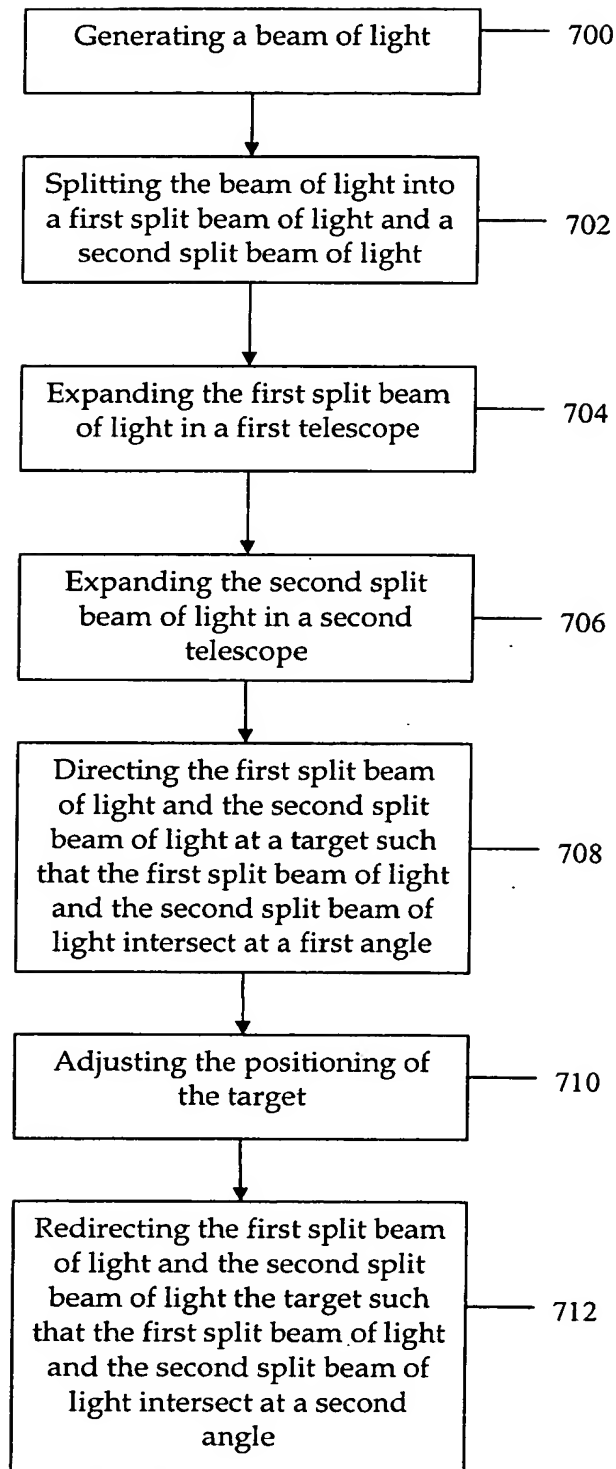 Generating a beam of light
700
Splitting the beam of light into
a first split beam of light and a
second split beam of light
702
Expanding the first split beam
of light in a first telescope
704
Expanding the second split
beam of light in a second
telescope
706
Directing the first split beam
of light and the second split
beam of light at a target such
that the first split beam of light
and the second split beam of
light intersect at a first angle
708
Adjusting the positioning of
the target
710
Redirecting the first split beam
of light and the second split
beam of light the target such
that the first split beam of light
and the second split beam of
light intersect at a second
angle
712